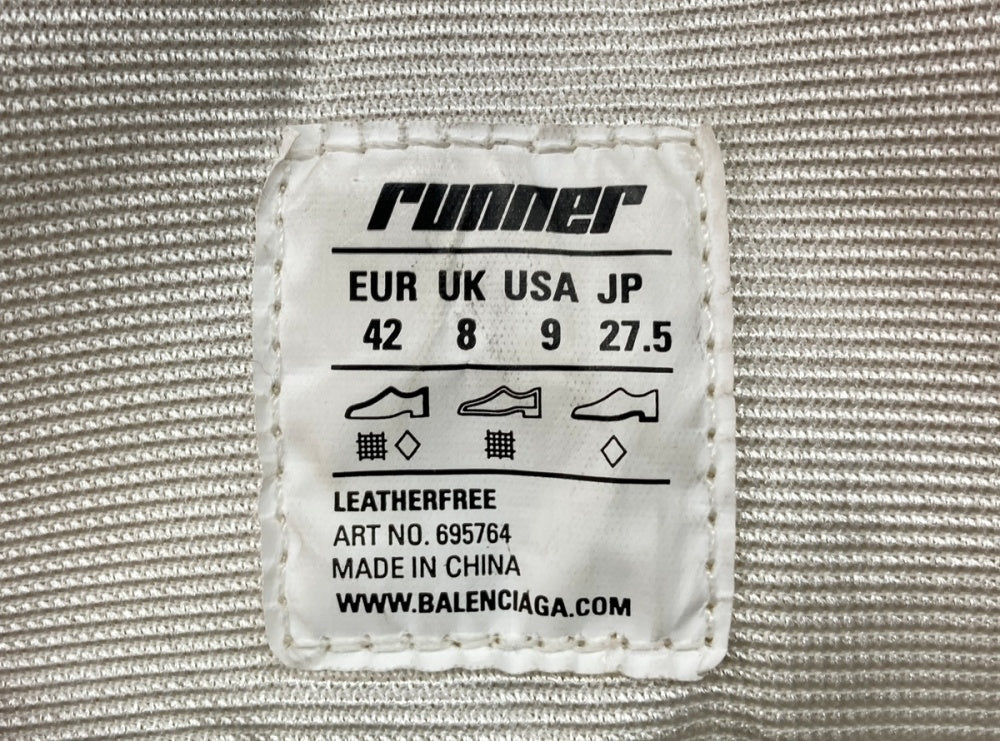 runner
EUR UK USA JP
42 8 9 27.5
LEATHERFREE
ART NO. 695764
MADE IN CHINA
WWW.BALENCIAGA.COM